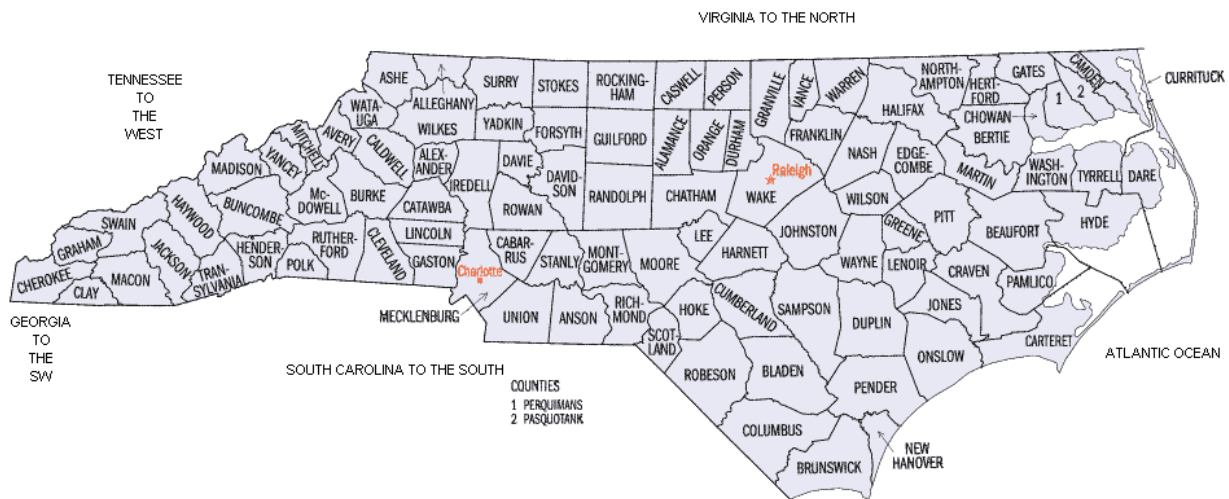 VIRGINIA TO THE NORTH
TENNESSEE
TO
THE
WEST
GEORGIA
TO
THE
SW
SOUTH CAROLINA TO THE SOUTH
ATLANTIC OCEAN
ASHE
ALLEGHANY
SURRY
STOKES
ROCKING-
HAM
CASWELL
PERSON
GRANVILLE
VANCE
WARREN
NORTH-
AMPTON
HERT-
FORD
GATES
CAMDEN
CURRITUCK
1
2
WATA-
UGA
WILKES
YADKIN
FORSYTH
GUILFORD
ALAMANCE
ORANGE
DURHAM
FRANKLIN
HALIFAX
CHOWAN
BERTIE
MITCHELL
AVERY
CALDWELL
ALEX-
ANDER
IREDELL
DAVIE
DAVID-
SON
RANDOLPH
CHATHAM
Raleigh
WAKE
NASH
EDGE-
COMBE
MARTIN
WASH-
INGTON
TYRRELL
DARE
MADISON
YANCEY
Mc-
DOWELL
BURKE
CATAWBA
ROWAN
JOHNSTON
WILSON
PITT
BEAUFORT
HYDE
SWAIN
HAYWOOD
BUNCOMBE
RUTHER-
FORD
CLEVELAND
LINCOLN
GASTON
CABAR-
RUS
STANLY
MONT-
GOMERY
MOORE
LEE
HARNETT
WAYNE
GREENE
LENOIR
CRAVEN
PAMLICO
GRAHAM
CHEROKEE
CLAY
MACON
JACKSON
TRAN-
SYLVANIA
HENDER-
SON
POLK
Charlotte
MECKLENBURG
UNION
ANSON
RICH-
MOND
SCOT-
LAND
HOKE
CUMBERLAND
SAMPSON
DUPLIN
JONES
CARTERET
ONSLOW
ROBESON
BLADEN
PENDER
COLUMBUS
BRUNSWICK
NEW
HANOVER
COUNTIES
1 PERQUIMANS
2 PASQUOTANK